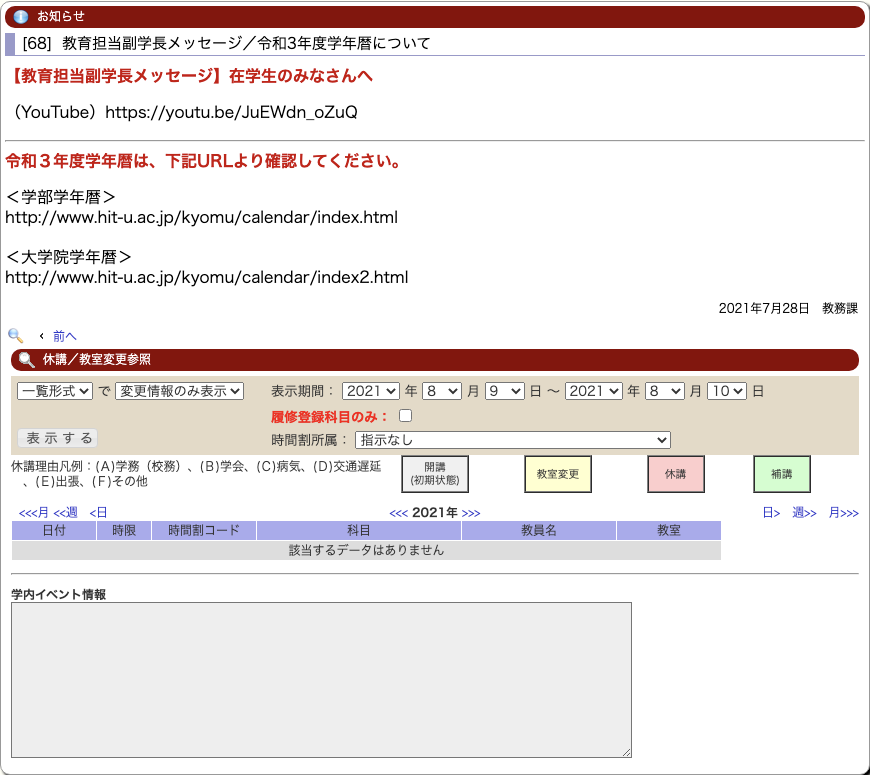 お知らせ
[68] 教育担当副学長メッセージ／令和3年度学年暦について
【教育担当副学長メッセージ】在学生のみなさんへ
（YouTube）https://youtu.be/JuEWdn_oZuQ
令和３年度学年暦は、下記URLより確認してください。
＜学部学年暦＞
http://www.hit-u.ac.jp/kyomu/calendar/index.html
＜大学院学年暦＞
http://www.hit-u.ac.jp/kyomu/calendar/index2.html
2021年7月28日　教務課
‹ 前へ
休講／教室変更参照
一覧形式 で 変更情報のみ表示 表示期間： 2021 年 8 月 9 日 ～ 2021 年 8 月 10 日
履修登録科目のみ：
表 示 す る 時間割所属： 指示なし
休講理由凡例：(A)学務（校務）、(B)学会、(C)病気、(D)交通遅延
、(E)出張、(F)その他
開講
(初期状態)
教室変更
休講
補講
<<<月 <<週 <日 <<< 2021年 >>> 日> 週>> 月>>>
日付 時限 時間割コード 科目 教員名 教室
該当するデータはありません
学内イベント情報